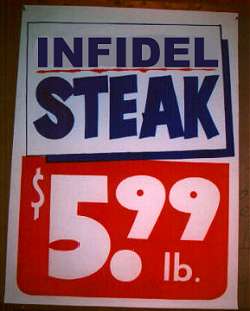 INFIDEL
STEAK
$5.99
lb.